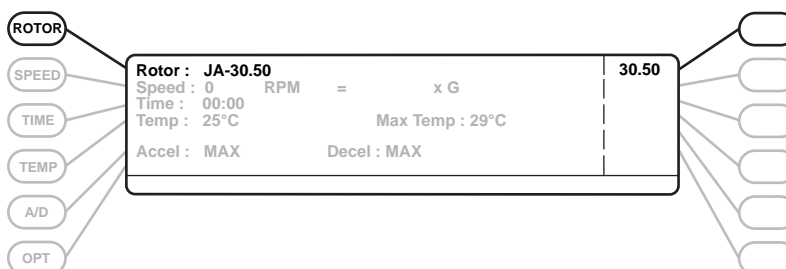 ROTOR
SPEED
TIME
TEMP
A/D
OPT
Rotor : JA-30.50 30.50
Speed : 0 RPM = x G
Time : 00:00
Temp : 25°C Max Temp : 29°C
Accel : MAX Decel : MAX